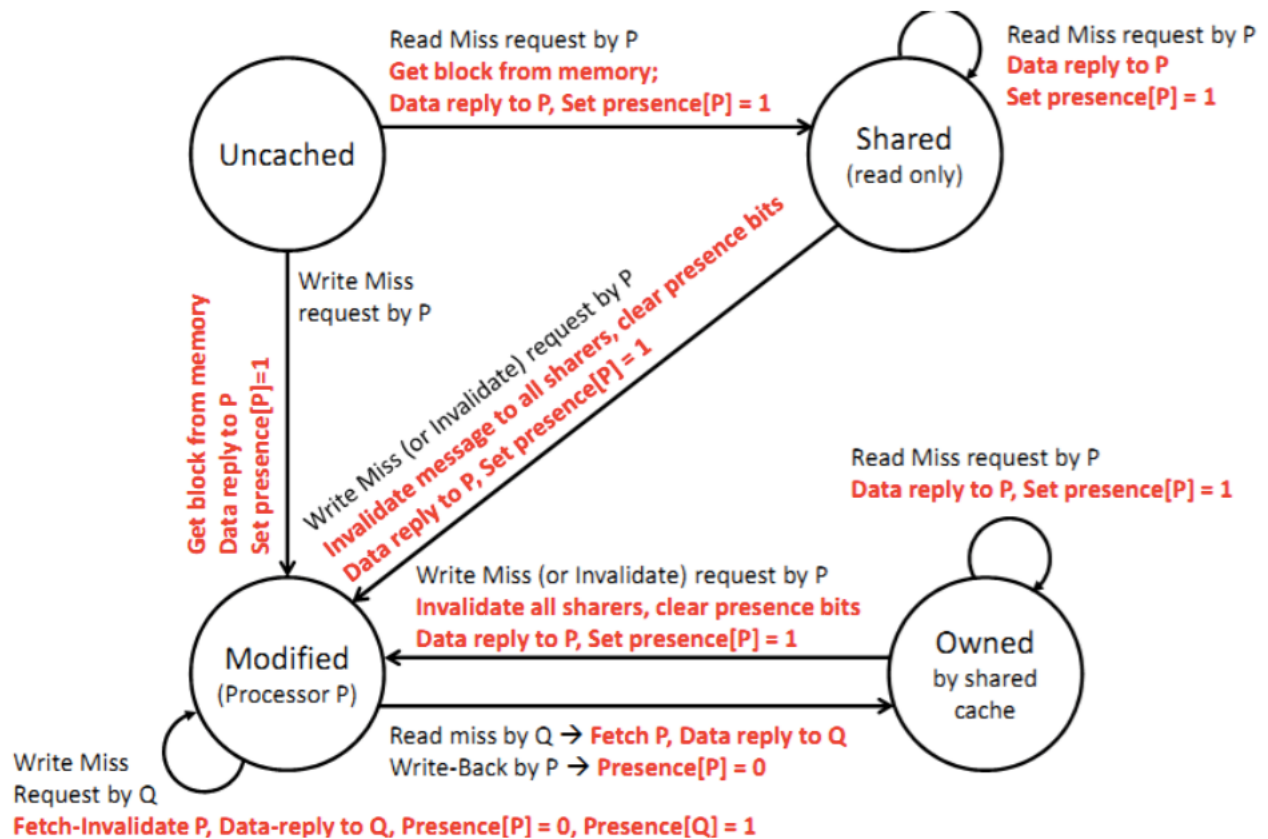 Read Miss request by P
Get block from memory;
Data reply to P, Set presence[P] = 1
Read Miss request by P
Data reply to P
Set presence[P] = 1
Uncached
Shared
(read only)
Write Miss
request by P
Get block from memory
Data reply to P
Set presence[P]=1
Write Miss (or Invalidate) request by P
Invalidate message to all sharers, clear presence bits
Data reply to P, Set presence[P] = 1
Read Miss request by P
Data reply to P, Set presence[P] = 1
Write Miss (or Invalidate) request by P
Invalidate all sharers, clear presence bits
Data reply to P, Set presence[P] = 1
Modified
(Processor P)
Owned
by shared
cache
Read miss by Q → Fetch P, Data reply to Q
Write-Back by P → Presence[P] = 0
Write Miss
Request by Q
Fetch-Invalidate P, Data-reply to Q, Presence[P] = 0, Presence[Q] = 1